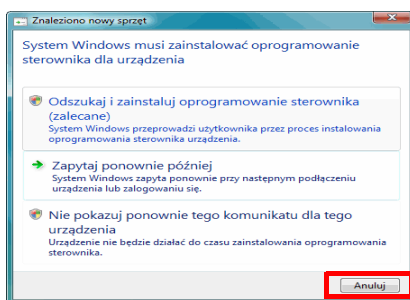 Znaleziono nowy sprzęt
System Windows musi zainstalować oprogramowanie
sterownika dla urządzenia
Odszukaj i zainstaluj oprogramowanie sterownika
(zalecane)
System Windows przeprowadzi użytkownika przez proces instalowania
oprogramowania sterownika urządzenia.
Zapytaj ponownie później
System Windows zapyta ponownie przy następnym podłączeniu
urządzenia lub zalogowaniu się.
Nie pokazuj ponownie tego komunikatu dla tego
urządzenia
Urządzenie nie będzie działać do czasu zainstalowania oprogramowania
sterownika.
Anuluj